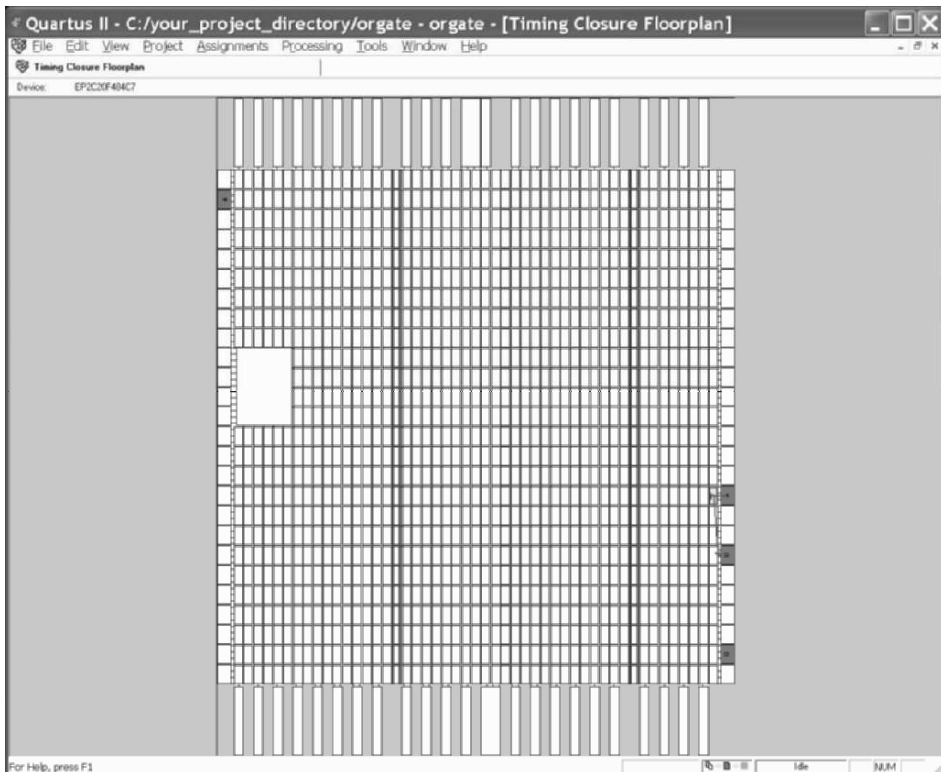 Quartus II - C:/your_project_directory/orgate - orgate - [Timing Closure Floorplan]
File Edit View Project Assignments Processing Tools Window Help
Timing Closure Floorplan
Device: EP2C20F484C7
For Help, press F1 Idle NUM